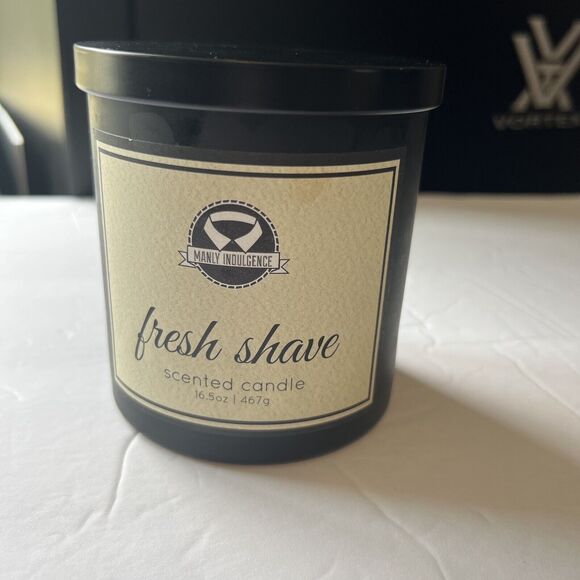 VORTEX
MANLY INDULGENCE
fresh shave
scented candle
16.5oz | 467g